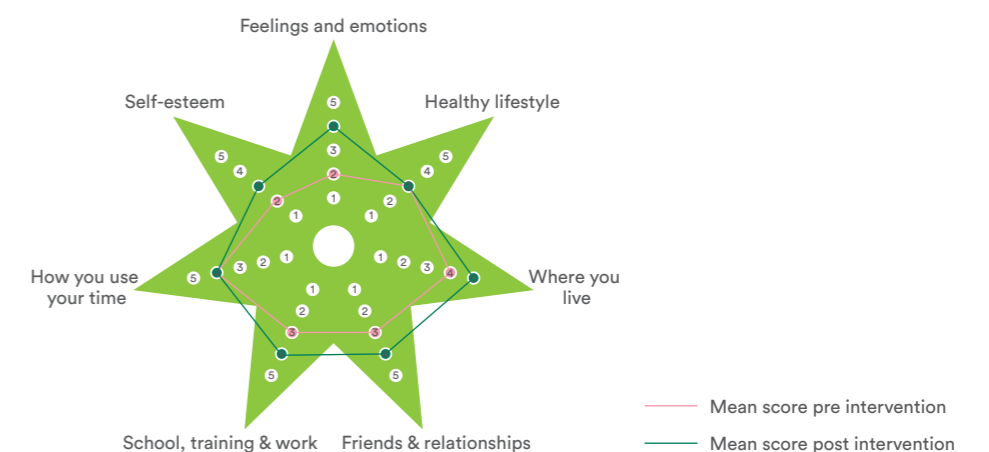 Feelings and emotions
Self-esteem
Healthy lifestyle
5
3
2
1
5
4
2
1
5
4
2
1
5
3
2
1
1
2
3
4
How you use
your time
Where you
live
1
2
3
5
1
2
3
5
School, training & work
Friends & relationships
Mean score pre intervention
Mean score post intervention